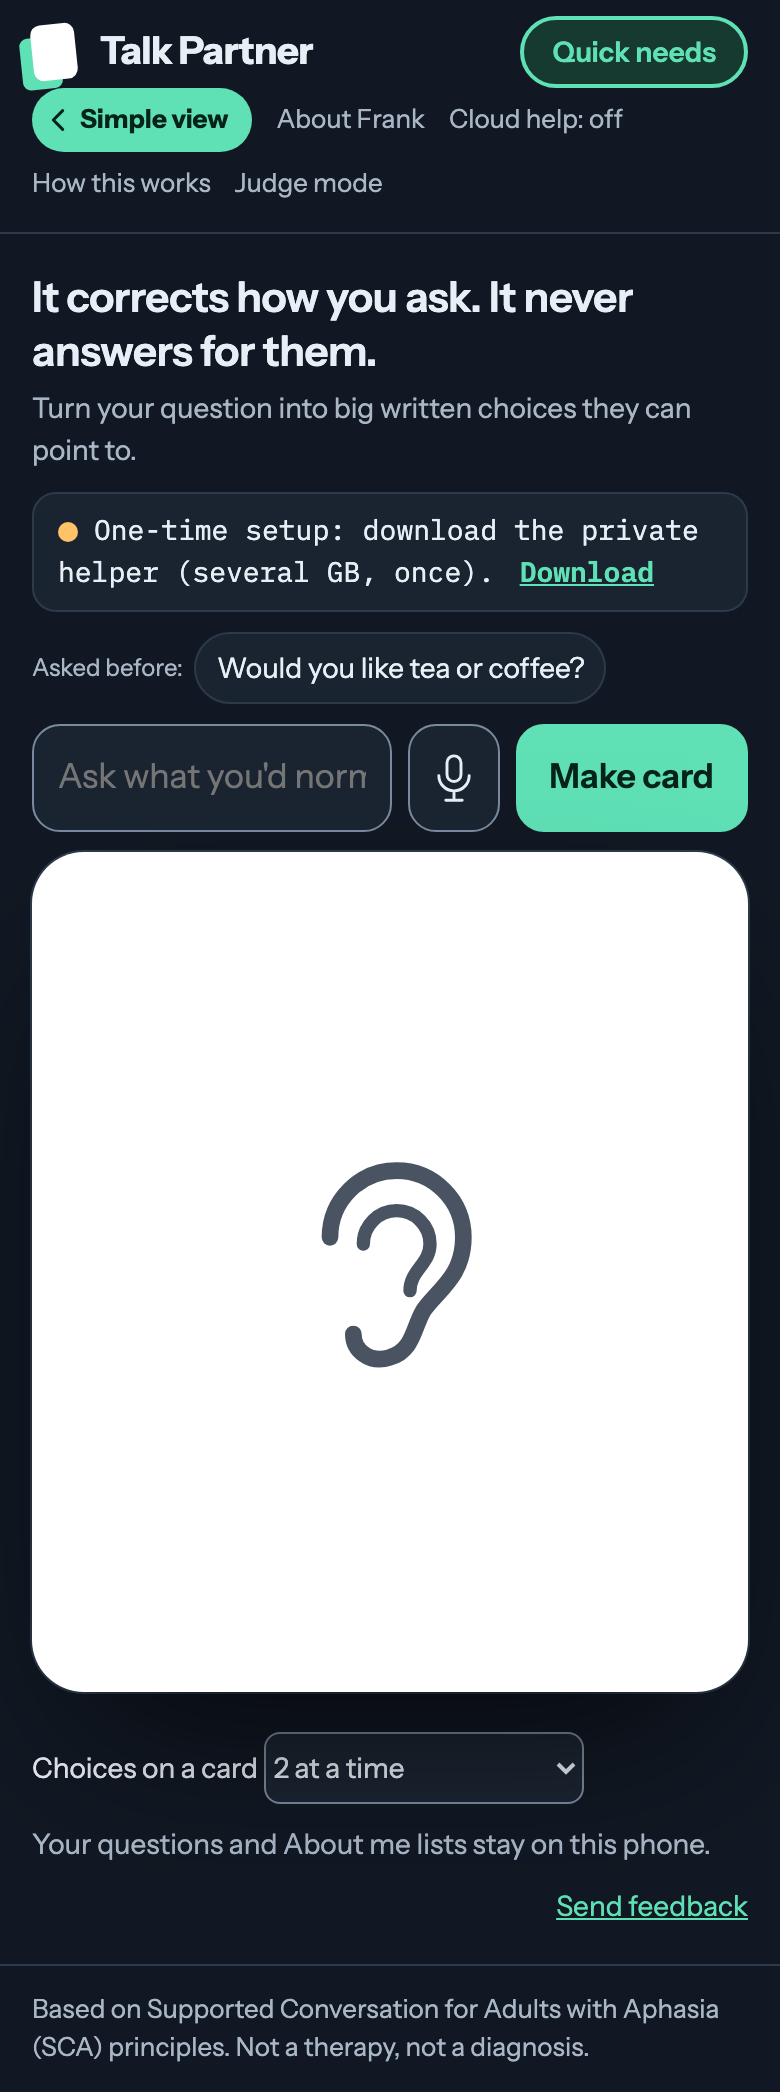 Talk Partner
Quick needs
Simple view
About Frank
Cloud help: off
How this works
Judge mode
It corrects how you ask. It never
answers for them.
Turn your question into big written choices they can
point to.
One-time setup: download the private
helper (several GB, once). Download
Asked before:
Would you like tea or coffee?
Ask what you'd norm
Make card
Choices on a card
2 at a time
Your questions and About me lists stay on this phone.
Send feedback
Based on Supported Conversation for Adults with Aphasia
(SCA) principles. Not a therapy, not a diagnosis.